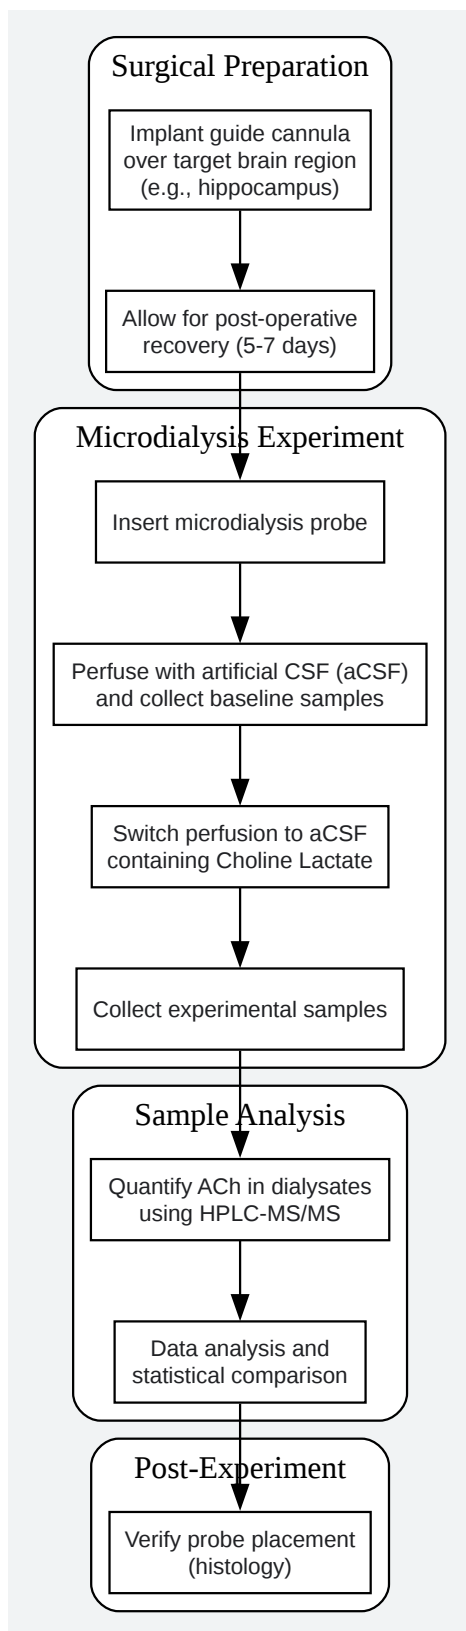 Surgical Preparation
Implant guide cannula
over target brain region
(e.g., hippocampus)
Allow for post-operative
recovery (5-7 days)
Microdialysis Experiment
Insert microdialysis probe
Perfuse with artificial CSF (aCSF)
and collect baseline samples
Switch perfusion to aCSF
containing Choline Lactate
Collect experimental samples
Sample Analysis
Quantify ACh in dialysates
using HPLC-MS/MS
Data analysis and
statistical comparison
Post-Experiment
Verify probe placement
(histology)